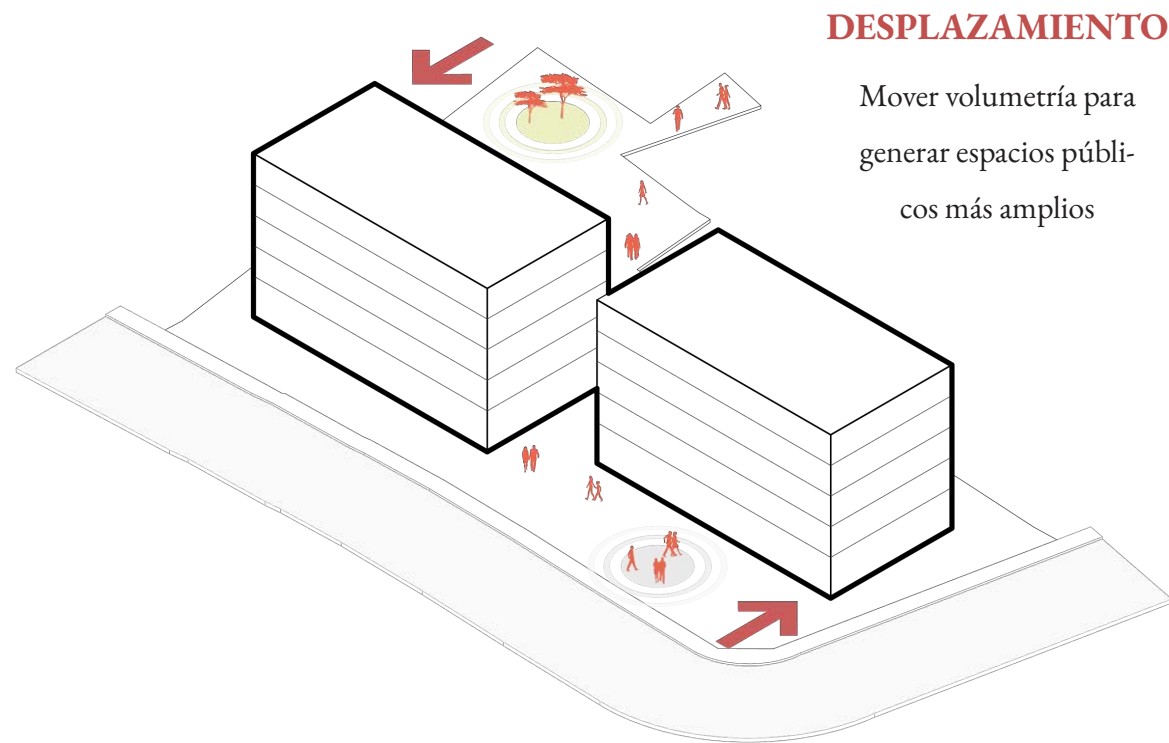 DESPLAZAMIENTO
Mover volumetría para
generar espacios públi-
cos más amplios